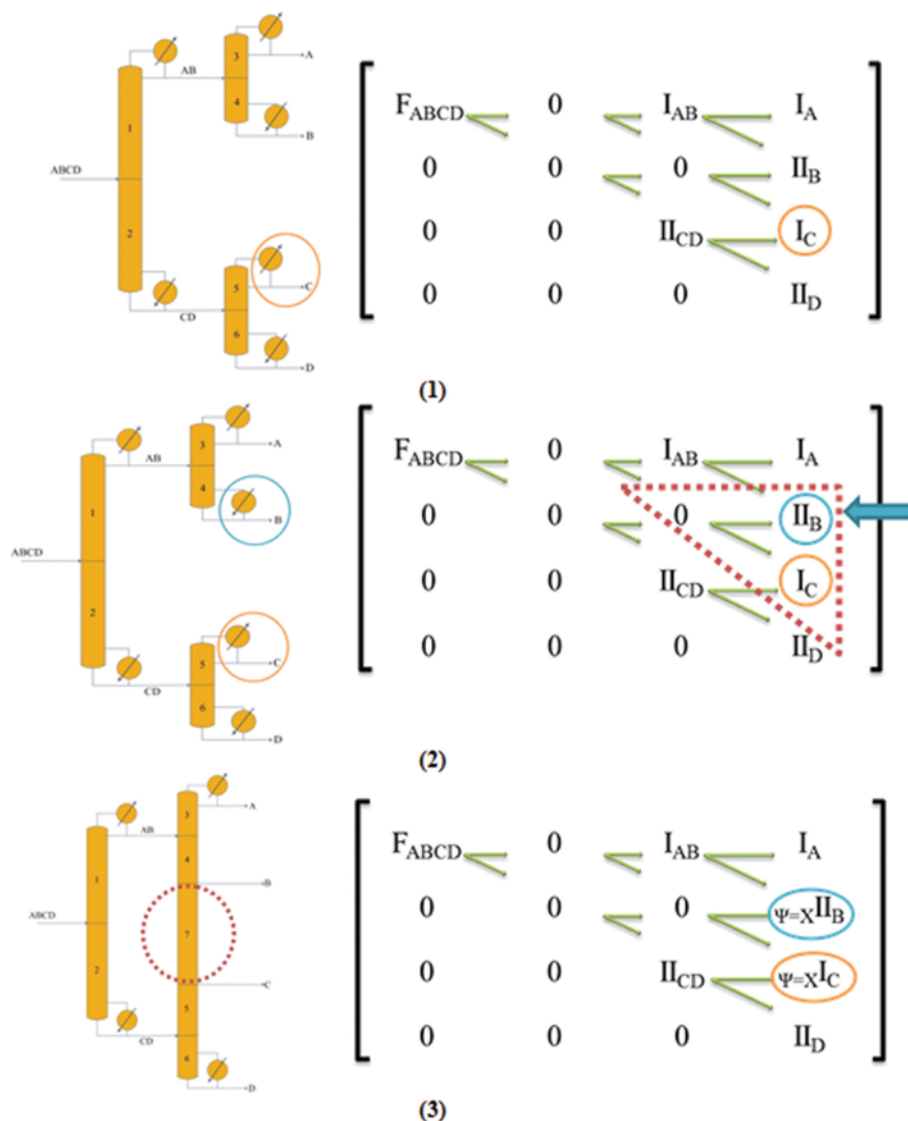 AB
3
A
4
B
1
ABCD
2
5
C
6
CD
D
F_ABCD 0 I_AB I_A
0 0 0 II_B
0 0 II_CD I_C
0 0 0 II_D
(1)
3
A
AB
4
B
1
ABCD
2
5
C
CD
6
D
F_ABCD 0 I_AB I_A
0 0 0 II_B
0 0 II_CD I_C
0 0 0 II_D
(2)
3
A
AB
4
1
B
ABCD
7
2
C
5
CD
6
D
F_ABCD 0 I_AB I_A
0 0 0 Ψ=X II_B
0 0 II_CD Ψ=X I_C
0 0 0 II_D
(3)